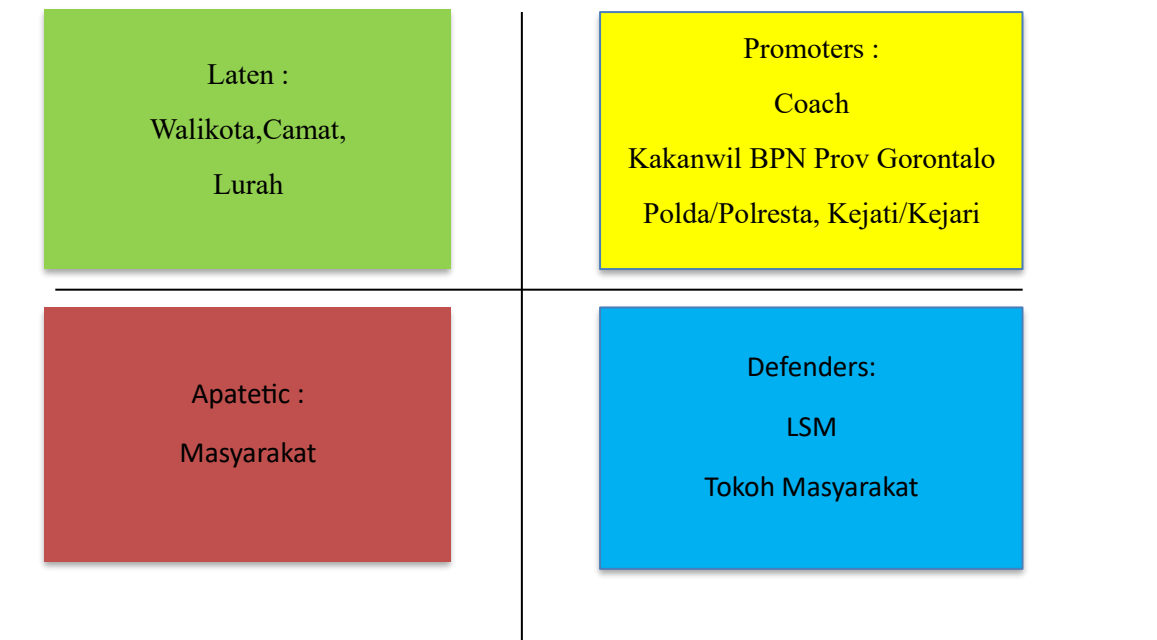 Laten :
Walikota,Camat,
Lurah
Promoters :
Coach
Kakanwil BPN Prov Gorontalo
Polda/Polresta, Kejati/Kejari
Apatetic :
Masyarakat
Defenders:
LSM
Tokoh Masyarakat